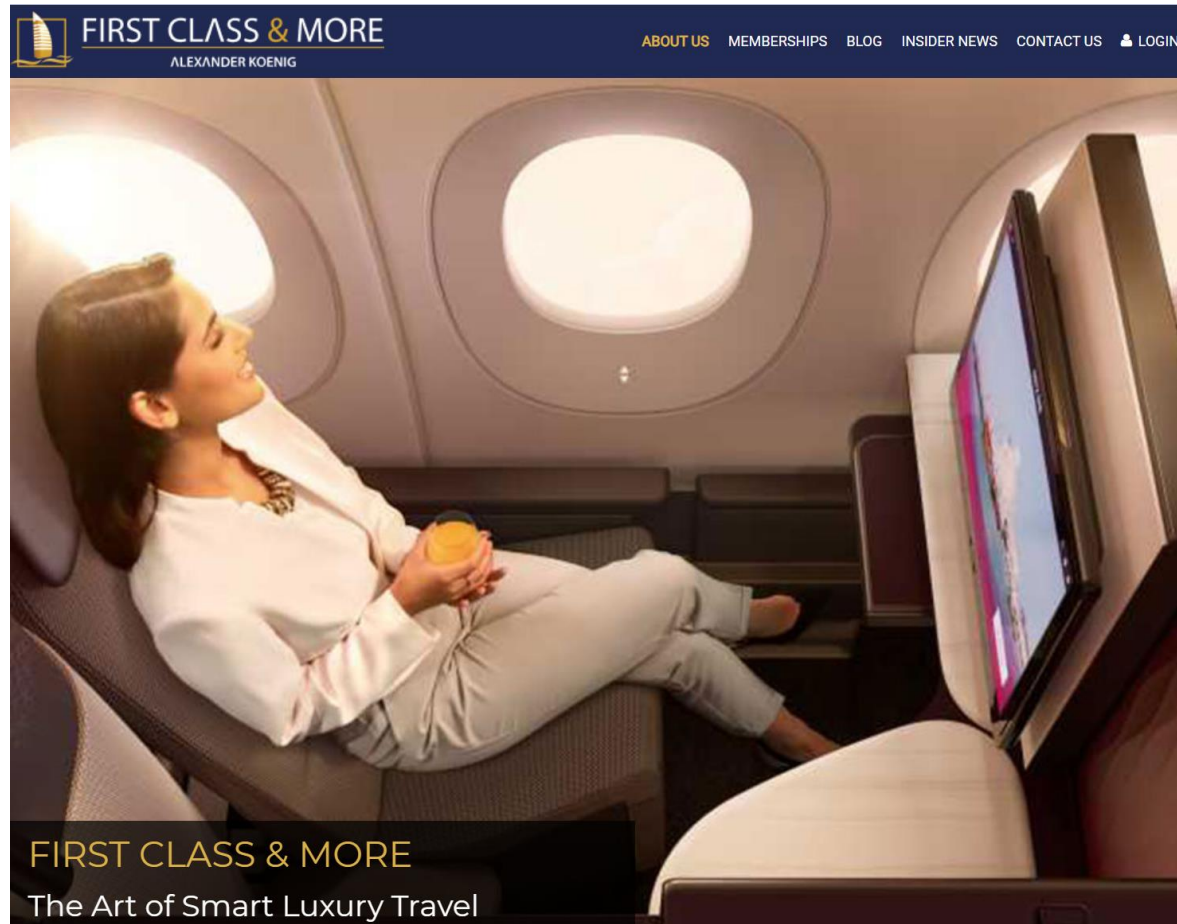 FIRST CLASS & MORE
ALEXANDER KOENIG
ABOUT US MEMBERSHIPS BLOG INSIDER NEWS CONTACT US LOGIN
FIRST CLASS & MORE
The Art of Smart Luxury Travel